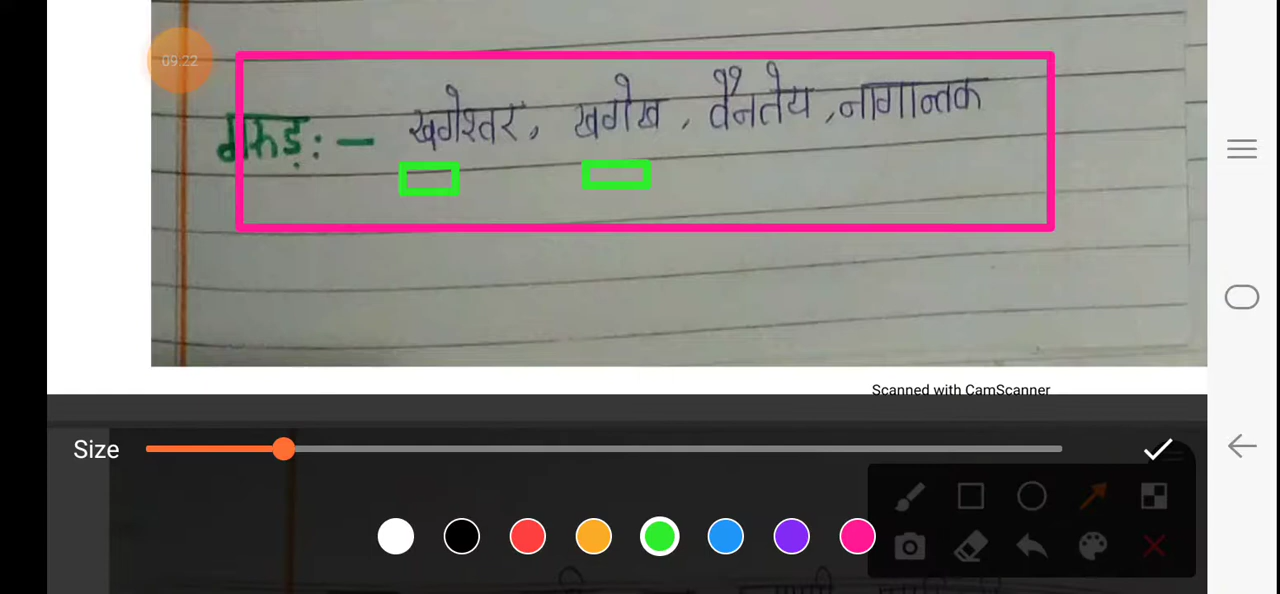 09:22
गरुड़:- खगेश्वर, खगेख, वैनतेय, नागान्तक
Scanned with CamScanner
Size